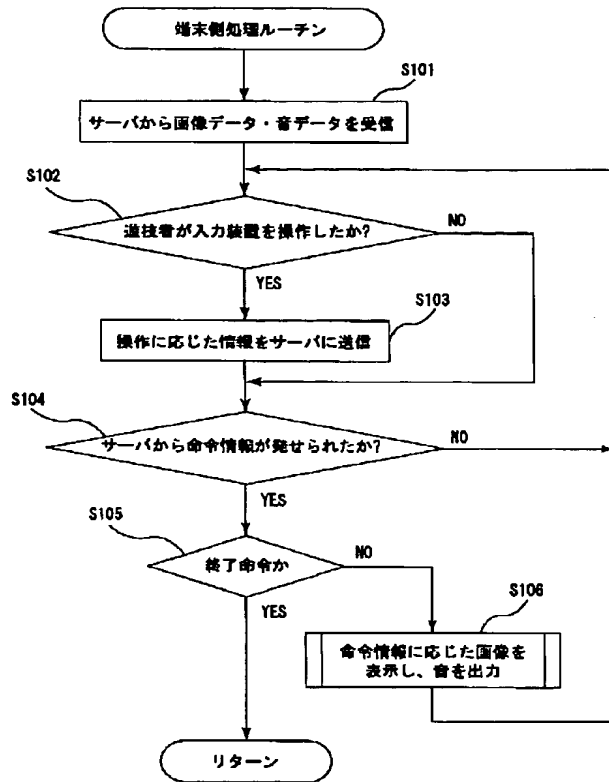 端末側処理ルーチン
S101
サーバから画像データ・音データを受信
S102
遊技者が入力装置を操作したか?
NO
YES
S103
操作に応じた情報をサーバに送信
S104
サーバから命令情報が発せられたか?
NO
YES
S105
終了命令か
NO
YES
S106
命令情報に応じた画像を
表示し、音を出力
リターン